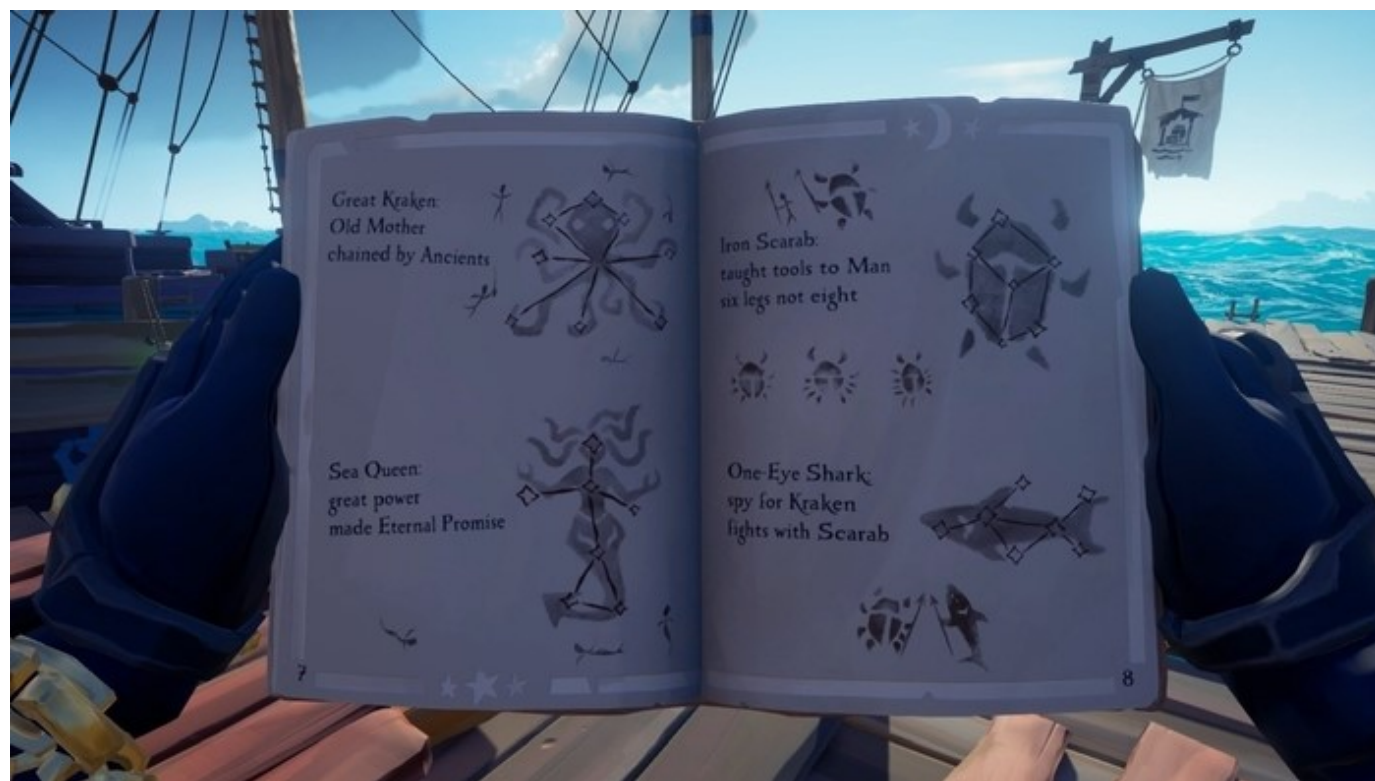 Great Kraken:
Old Mother
chained by Ancients
Sea Queen:
great power
made Eternal Promise
7
Iron Scarab:
taught tools to Man
six legs not eight
One-Eye Shark:
spy for Kraken
fights with Scarab
8